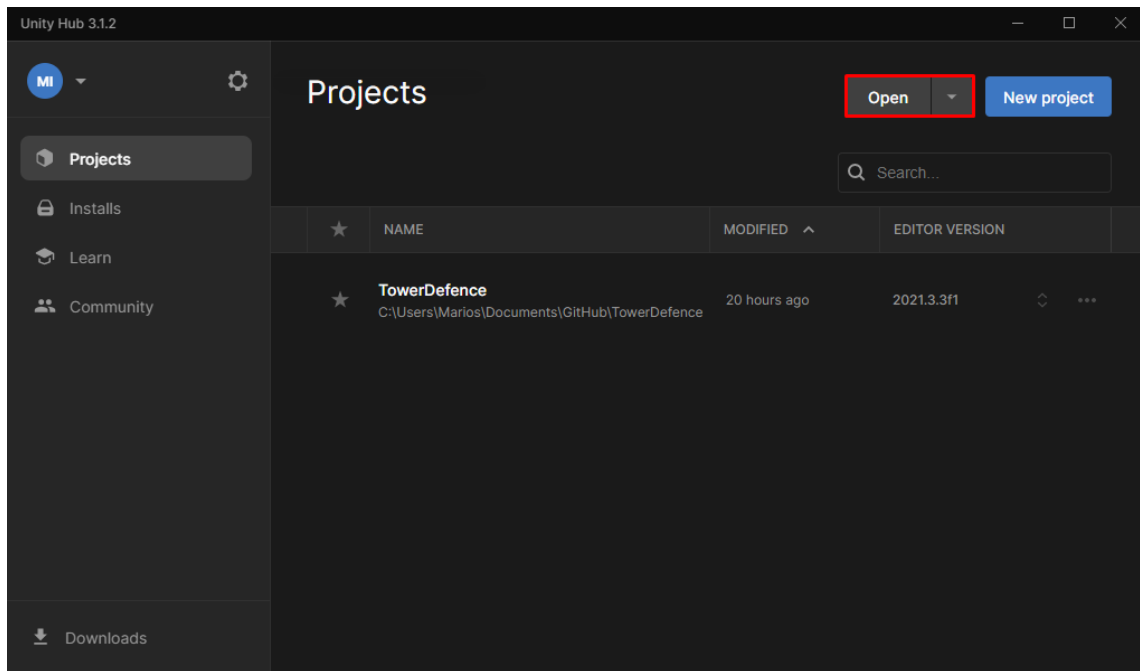 Unity Hub 3.1.2
MI
Projects
Open
New project
Projects
Installs
Learn
Community
Search...
NAME
MODIFIED
EDITOR VERSION
TowerDefence
C:\Users\Marios\Documents\GitHub\TowerDefence
20 hours ago
2021.3.3f1
Downloads